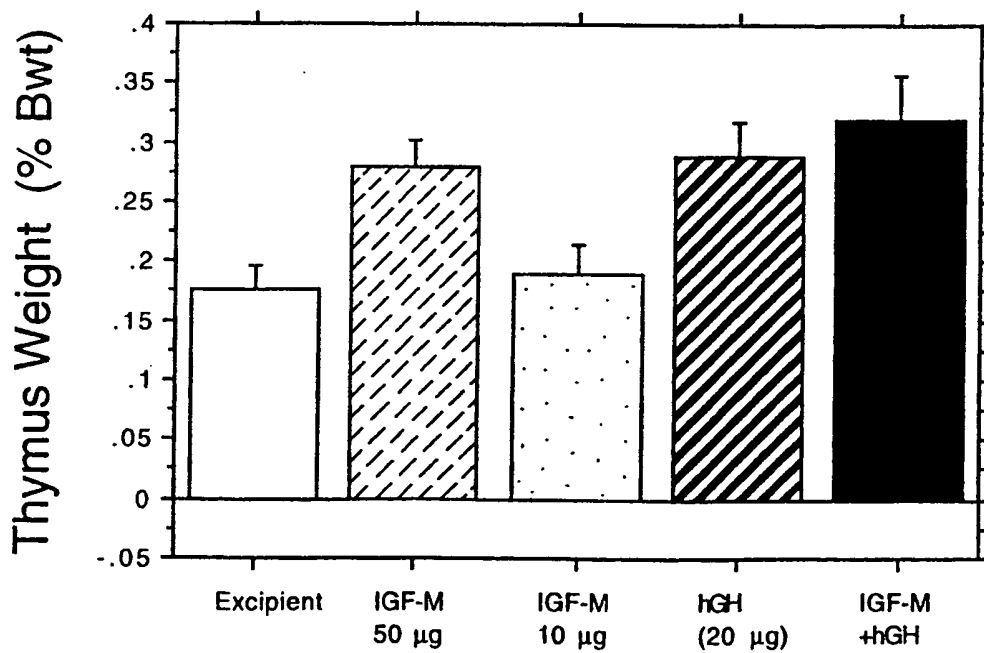 Thymus Weight (% Bwt)
.4
.35
.3
.25
.2
.15
.1
.05
0
-.05
Excipient
IGF-M
50 µg
IGF-M
10 µg
hGH
(20 µg)
IGF-M
+hGH